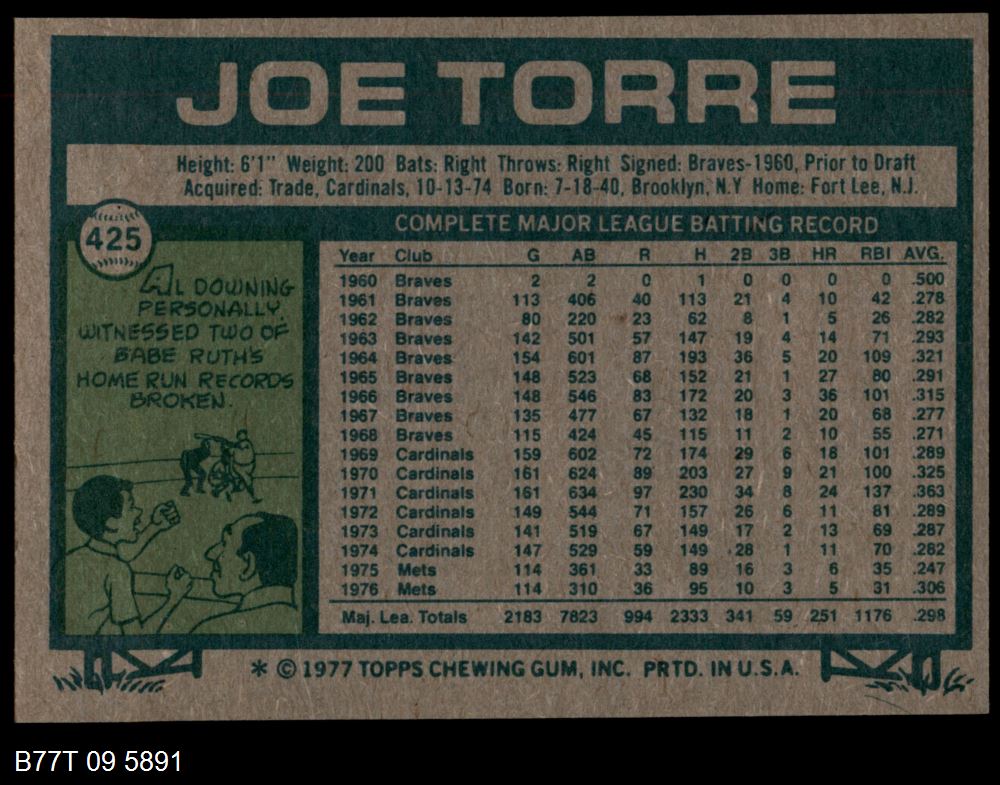 JOE TORRE
Height: 6'1" Weight: 200 Bats: Right Throws: Right Signed: Braves-1960, Prior to Draft
Acquired: Trade, Cardinals, 10-13-74 Born: 7-18-40, Brooklyn, N.Y Home: Fort Lee, N.J.
425
AL DOWNING
PERSONALLY
WITNESSED TWO OF
BABE RUTH'S
HOME RUN RECORDS
BROKEN.
COMPLETE MAJOR LEAGUE BATTING RECORD
Year Club G AB R H 2B 3B HR RBI AVG.
1960 Braves 2 2 0 1 0 0 0 0 .500
1961 Braves 113 406 40 113 21 4 10 42 .278
1962 Braves 80 220 23 62 8 1 5 26 .282
1963 Braves 142 501 57 147 19 4 14 71 .293
1964 Braves 154 601 87 193 36 5 20 109 .321
1965 Braves 148 523 68 152 21 1 27 80 .291
1966 Braves 148 546 83 172 20 3 36 101 .315
1967 Braves 135 477 67 132 18 1 20 68 .277
1968 Braves 115 424 45 115 11 2 10 55 .271
1969 Cardinals 159 602 72 174 29 6 18 101 .289
1970 Cardinals 161 624 89 203 27 9 21 100 .325
1971 Cardinals 161 634 97 230 34 8 24 137 .363
1972 Cardinals 149 544 71 157 26 6 11 81 .289
1973 Cardinals 141 519 67 149 17 2 13 69 .287
1974 Cardinals 147 529 59 149 28 1 11 70 .282
1975 Mets 114 361 33 89 16 3 6 35 .247
1976 Mets 114 310 36 95 10 3 5 31 .306
Maj. Lea. Totals 2183 7823 994 2333 341 59 251 1176 .298
* © 1977 TOPPS CHEWING GUM, INC. PRTD. IN U.S.A.
B77T 09 5891